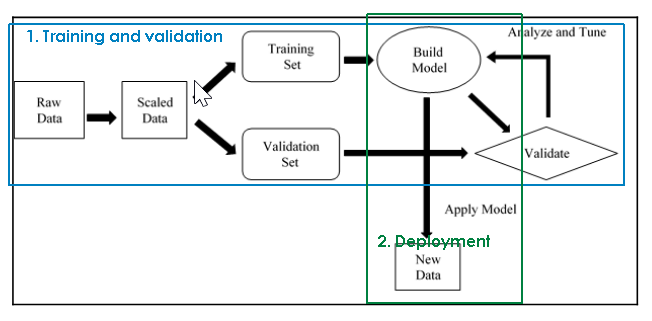 Analyze and Tune
1. Training and validation
Training
Set
Build
Model
Raw
Data
Scaled
Data
Validation
Set
Validate
Apply Model
2. Deployment
New
Data